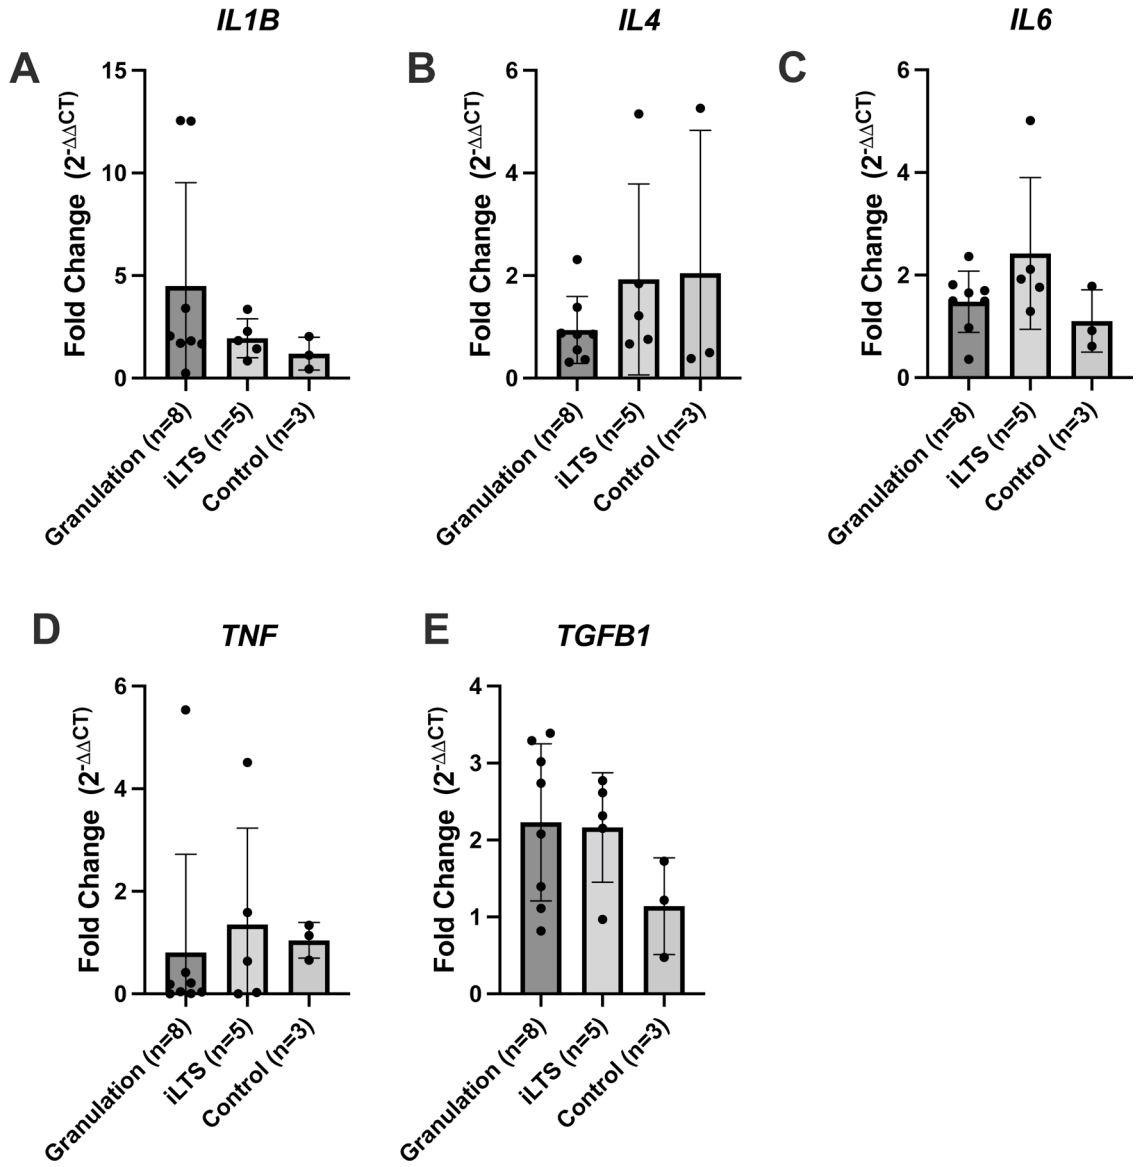 IL1B
A
15
10
5
0
Fold Change (2-ΔΔCT)
Granulation (n=8)
iLTS (n=5)
Control (n=3)
IL4
B
6
4
2
0
Fold Change (2-ΔΔCT)
Granulation (n=8)
iLTS (n=5)
Control (n=3)
IL6
C
6
4
2
0
Fold Change (2-ΔΔCT)
Granulation (n=8)
iLTS (n=5)
Control (n=3)
TNF
D
6
4
2
0
Fold Change (2-ΔΔCT)
Granulation (n=8)
iLTS (n=5)
Control (n=3)
TGFB1
E
4
3
2
1
0
Fold Change (2-ΔΔCT)
Granulation (n=8)
iLTS (n=5)
Control (n=3)